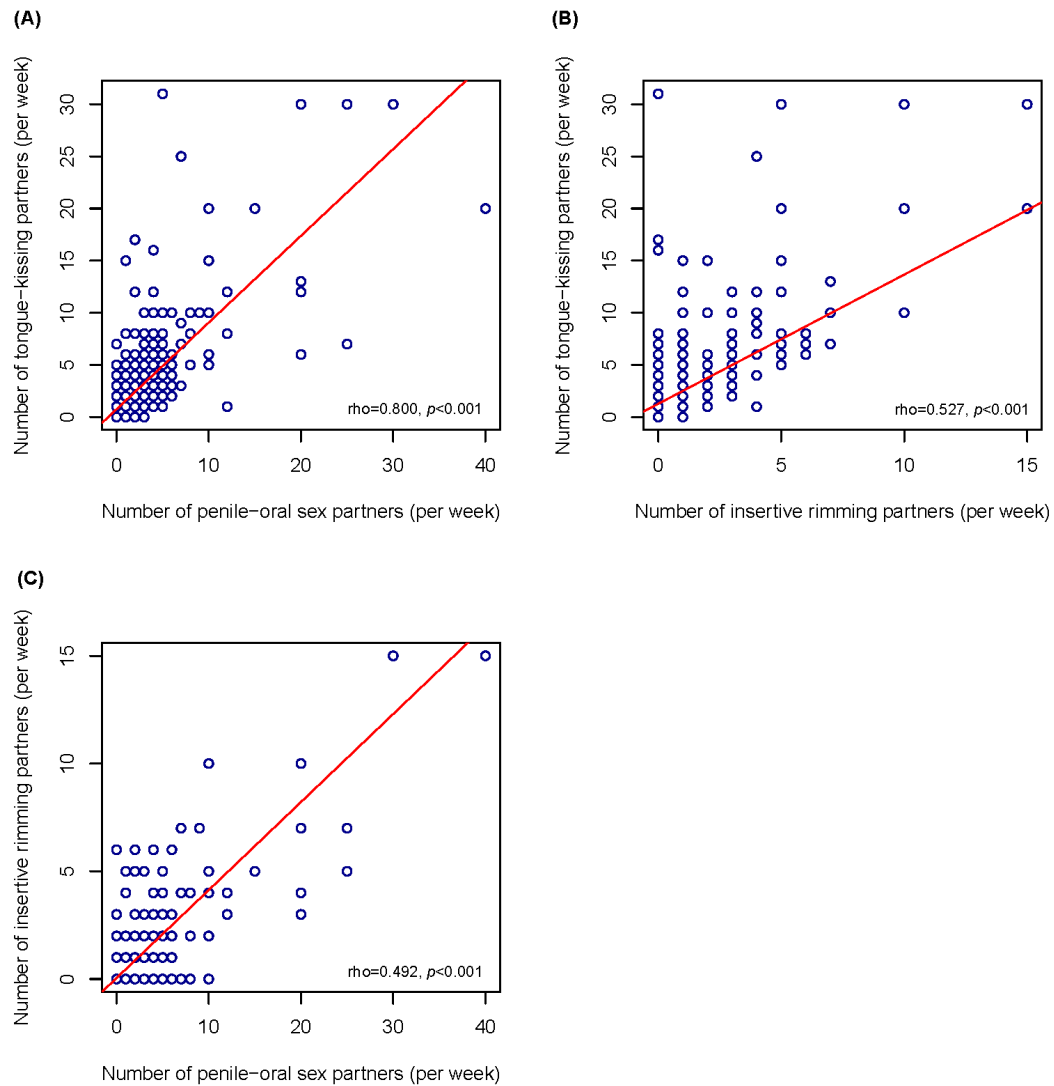 (A)
Number of tongue−kissing partners (per week)
30
25
20
15
10
5
0
rho=0.800, p<0.001
0 10 20 30 40
Number of penile−oral sex partners (per week)
(B)
Number of tongue−kissing partners (per week)
30
25
20
15
10
5
0
rho=0.527, p<0.001
0 5 10 15
Number of insertive rimming partners (per week)
(C)
Number of insertive rimming partners (per week)
15
10
5
0
rho=0.492, p<0.001
0 10 20 30 40
Number of penile−oral sex partners (per week)